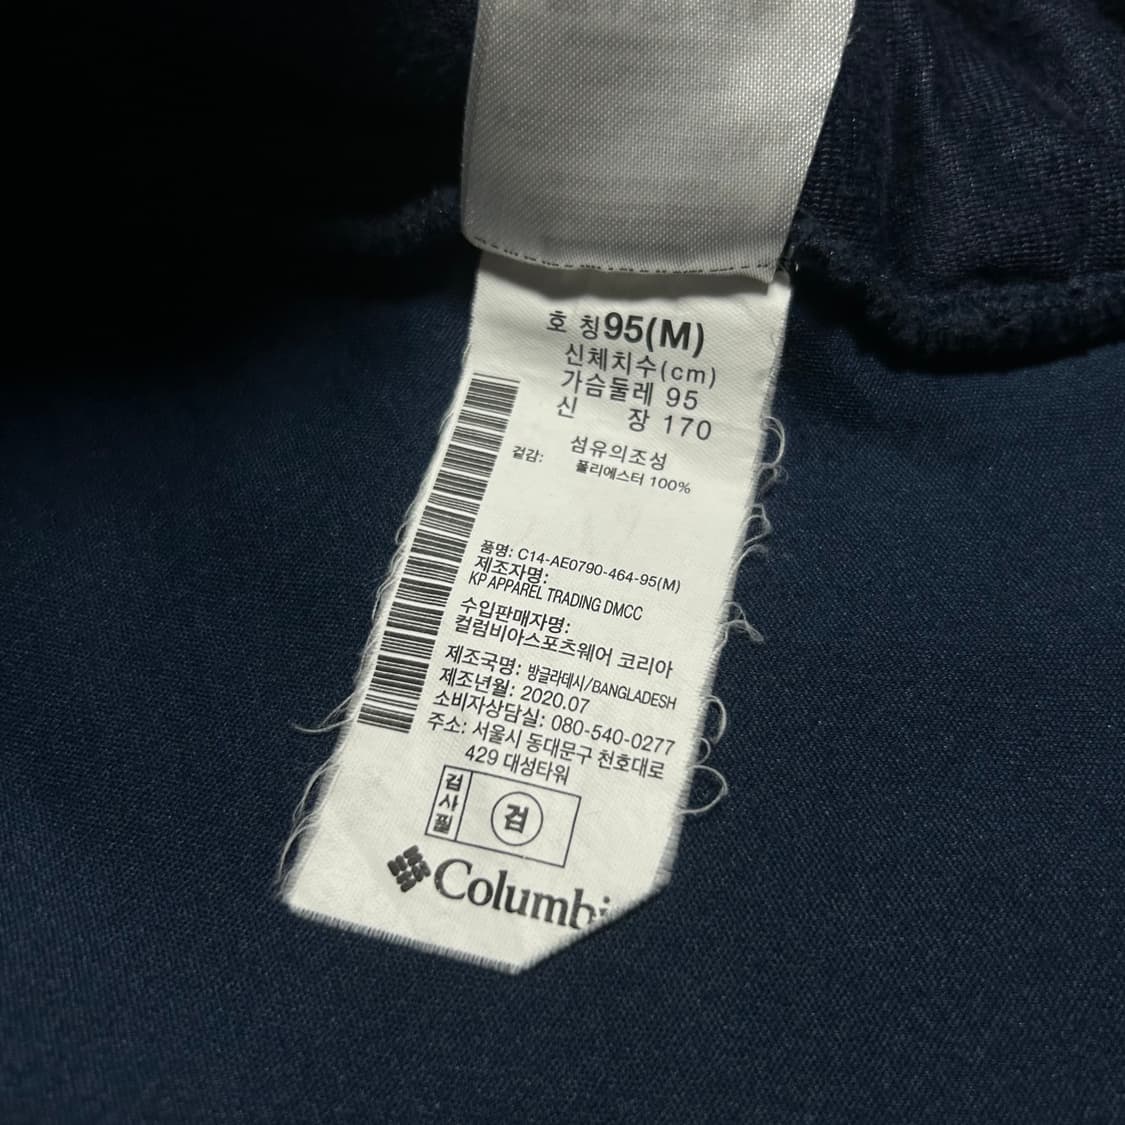 호 칭 95(M)
신체치수(cm)
가슴둘레 95
신 장 170
섬유의조성
겉감: 폴리에스터 100%
품명: C14-AE0790-464-95(M)
제조자명:
KP APPAREL TRADING DMCC
수입판매자명:
컬럼비아스포츠웨어 코리아
제조국명: 방글라데시/BANGLADESH
제조년월: 2020.07
소비자상담실: 080-540-0277
주소: 서울시 동대문구 천호대로
429 대성타워
검사필
검
Columbi